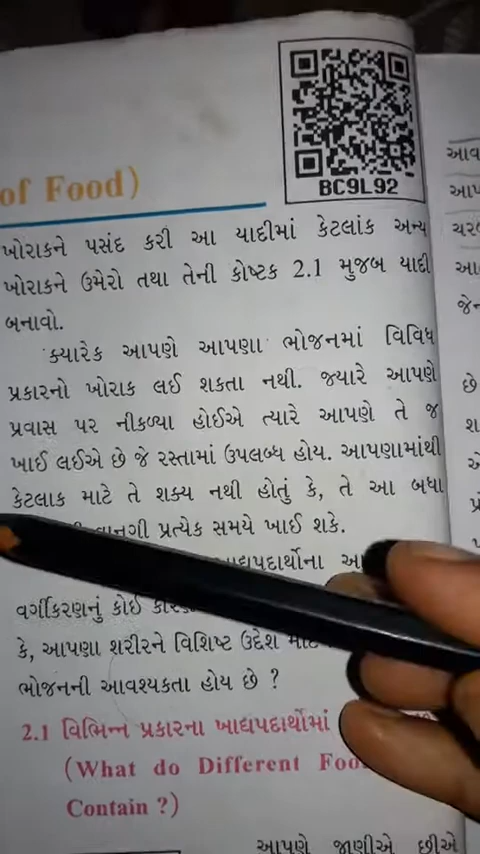 of Food)
BC9L92
ખોરાકને પસંદ કરી આ યાદીમાં કેટલાંક અન્ય
ખોરાકને ઉમેરો તથા તેની કોષ્ટક 2.1 મુજબ યાદી
બનાવો.
ક્યારેક આપણે આપણા ભોજનમાં વિવિધ
પ્રકારનો ખોરાક લઈ શકતા નથી. જ્યારે આપણે
પ્રવાસ પર નીકળ્યા હોઈએ ત્યારે આપણે તે જ
ખાઈ લઈએ છે જે રસ્તામાં ઉપલબ્ધ હોય. આપણામાંથી
કેટલાક માટે તે શક્ય નથી હોતું કે, તે આ બધા
પ્રત્યેક સમયે ખાઈ શકે.
વર્ગીકરણનું કોઈ
કે, આપણા શરીરને વિશિષ્ટ ઉદ્દેશ
ભોજનની આવશ્યકતા હોય છે ?
2.1 વિભિન્ન પ્રકારના ખાદ્યપદાર્થોમાં
(What do Different
Contain ?)
આપણે જાણીએ છીએ